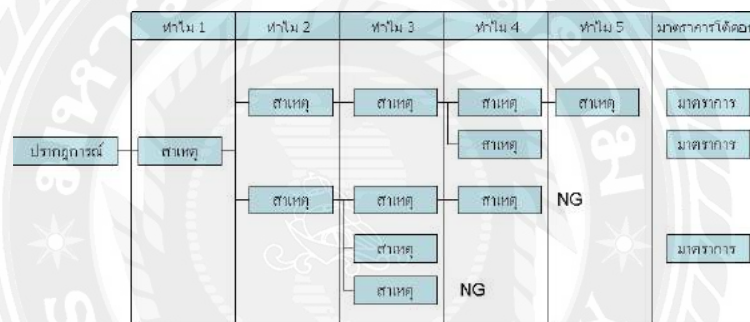 ทำไม 1 ทำไม 2 ทำไม 3 ทำไม 4 ทำไม 5 มาตราการโต้ตอบ
สาเหตุ สาเหตุ สาเหตุ สาเหตุ มาตราการ
สาเหตุ มาตราการ
ปรากฎการณ์ สาเหตุ
สาเหตุ สาเหตุ สาเหตุ NG
สาเหตุ มาตราการ
สาเหตุ NG